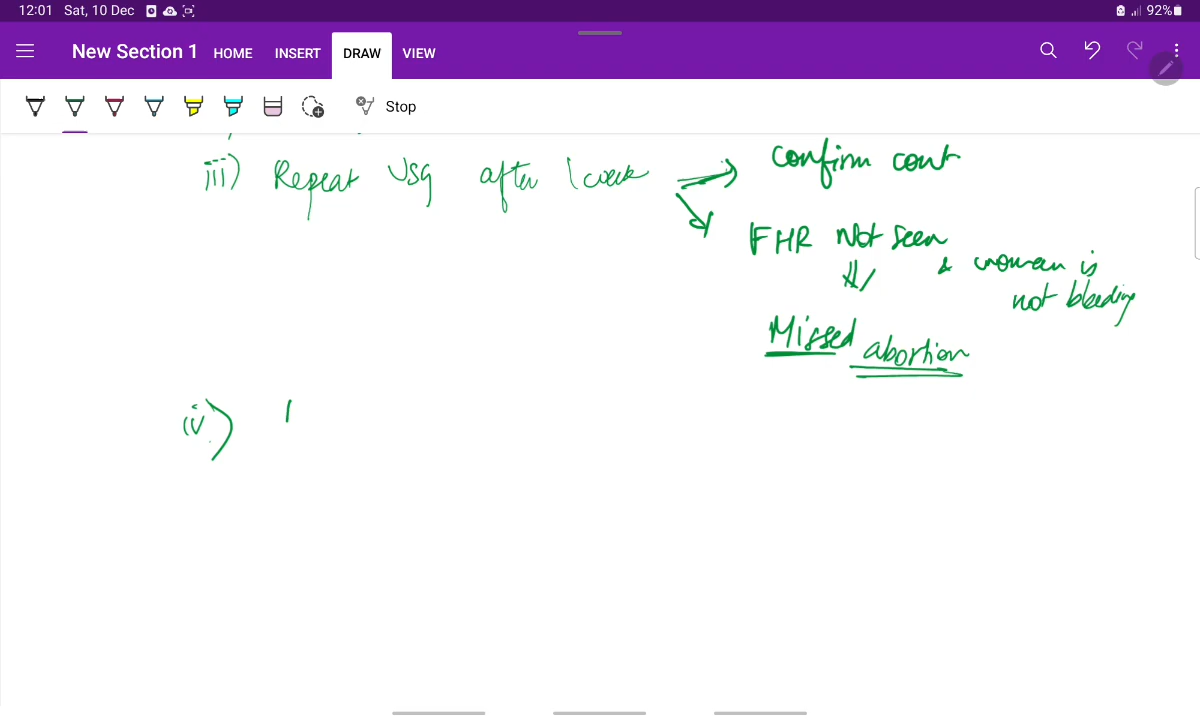 12:01 Sat, 10 Dec 92%
New Section 1 HOME INSERT DRAW VIEW
Stop
iii) Repeat USG after 1 week
Confirm cont
FHR Not Seen
& woman is
not bleeding
Missed abortion
iv)